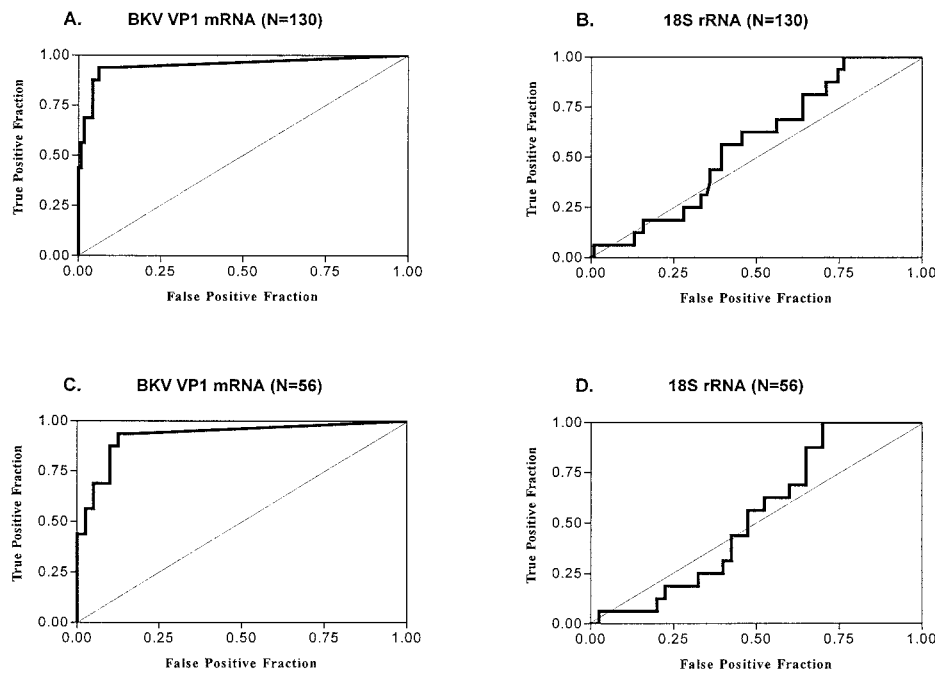 A. BKV VP1 mRNA (N=130)
1.00
0.75
0.50
0.25
0.00
True Positive Fraction
0.00 0.25 0.50 0.75 1.00
False Positive Fraction
B. 18S rRNA (N=130)
1.00
0.75
0.50
0.25
0.00
True Positive Fraction
0.00 0.25 0.50 0.75 1.00
False Positive Fraction
C. BKV VP1 mRNA (N=56)
1.00
0.75
0.50
0.25
0.00
True Positive Fraction
0.00 0.25 0.50 0.75 1.00
False Positive Fraction
D. 18S rRNA (N=56)
1.00
0.75
0.50
0.25
0.00
True Positive Fraction
0.00 0.25 0.50 0.75 1.00
False Positive Fraction